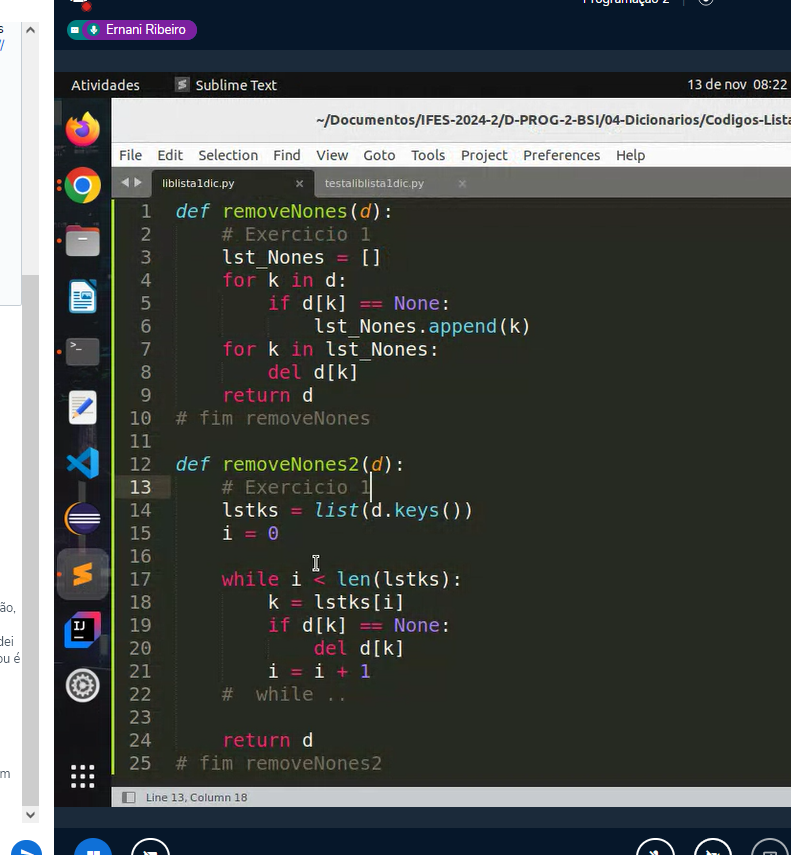 Programação 2
Ernani Ribeiro
Atividades
Sublime Text
13 de nov 08:22
~/Documentos/IFES-2024-2/D-PROG-2-BSI/04-Dicionarios/Codigos-Lista
File Edit Selection Find View Goto Tools Project Preferences Help
liblista1dic.py × testaliblista1dic.py ×
1 def removeNones(d):
2 # Exercicio 1
3 lst_Nones = []
4 for k in d:
5 if d[k] == None:
6 lst_Nones.append(k)
7 for k in lst_Nones:
8 del d[k]
9 return d
10 # fim removeNones
11
12 def removeNones2(d):
13 # Exercicio 1
14 lstks = list(d.keys())
15 i = 0
16
17 while i < len(lstks):
18 k = lstks[i]
19 if d[k] == None:
20 del d[k]
21 i = i + 1
22 # while ..
23
24 return d
25 # fim removeNones2
Line 13, Column 18
IJ
ão,
dei
ou é
m